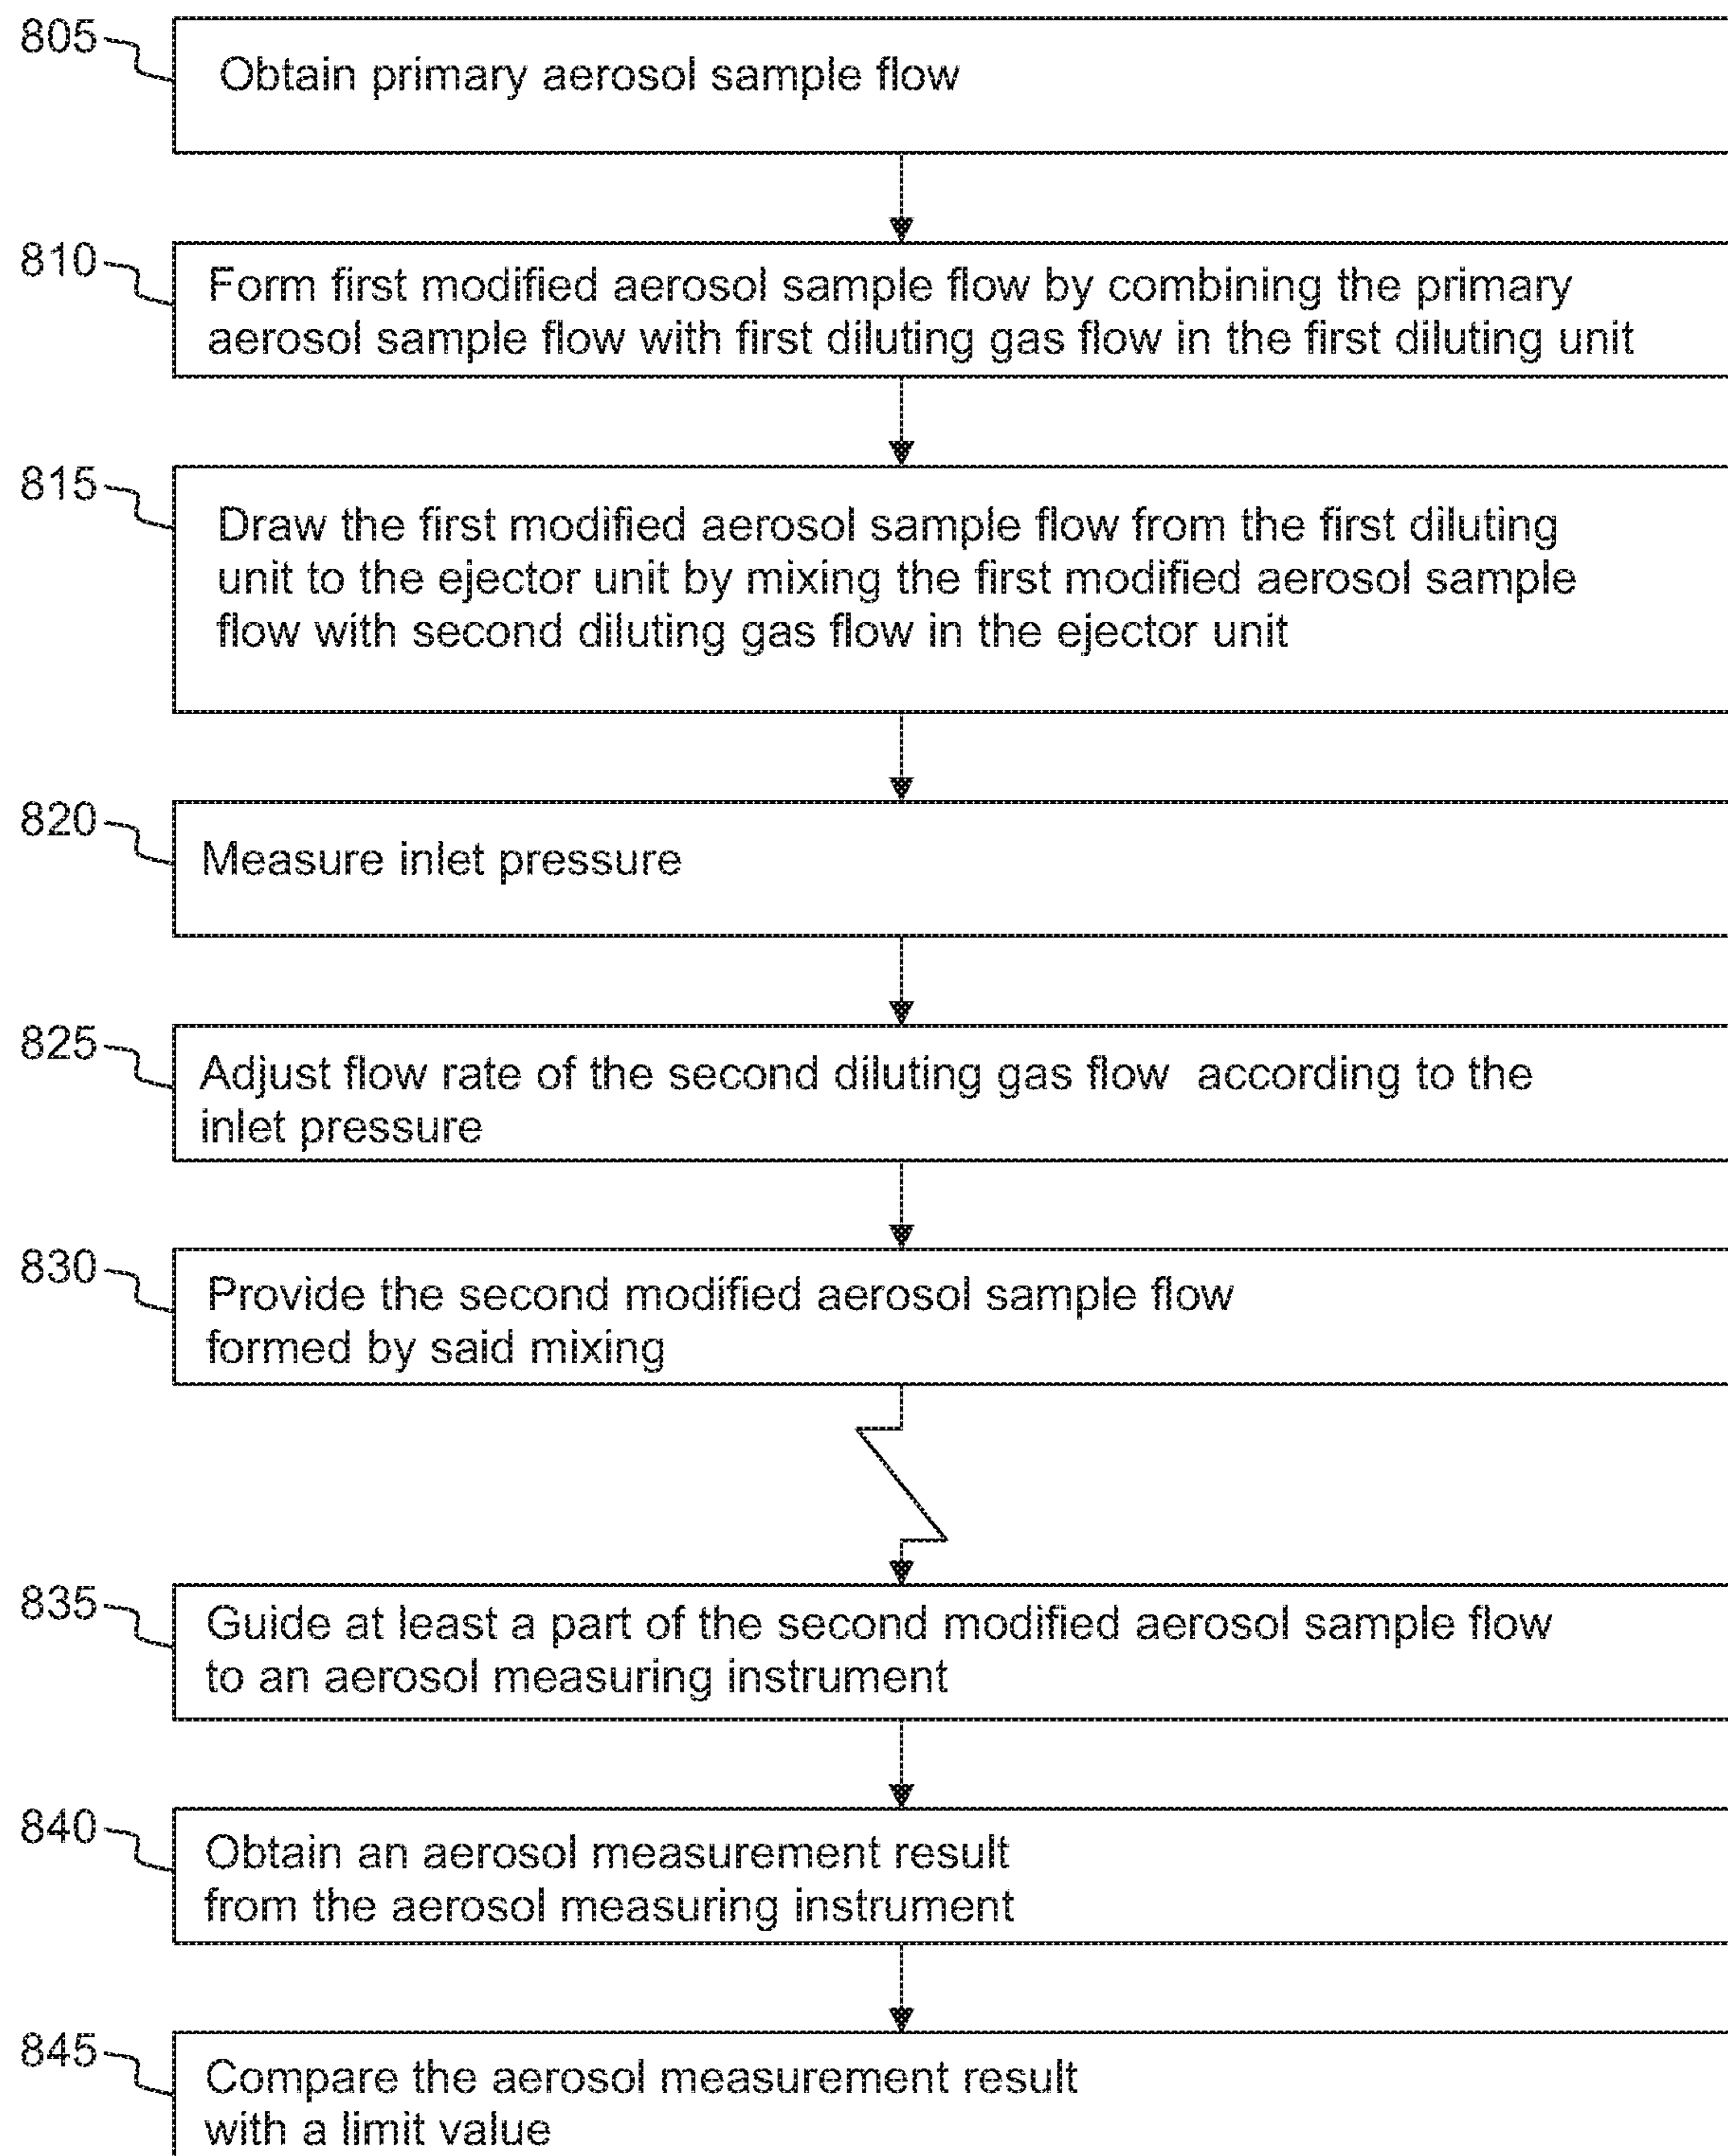 805
Obtain primary aerosol sample flow
810
Form first modified aerosol sample flow by combining the primary
aerosol sample flow with first diluting gas flow in the first diluting unit
815
Draw the first modified aerosol sample flow from the first diluting
unit to the ejector unit by mixing the first modified aerosol sample
flow with second diluting gas flow in the ejector unit
820
Measure inlet pressure
825
Adjust flow rate of the second diluting gas flow according to the
inlet pressure
830
Provide the second modified aerosol sample flow
formed by said mixing
835
Guide at least a part of the second modified aerosol sample flow
to an aerosol measuring instrument
840
Obtain an aerosol measurement result
from the aerosol measuring instrument
845
Compare the aerosol measurement result
with a limit value